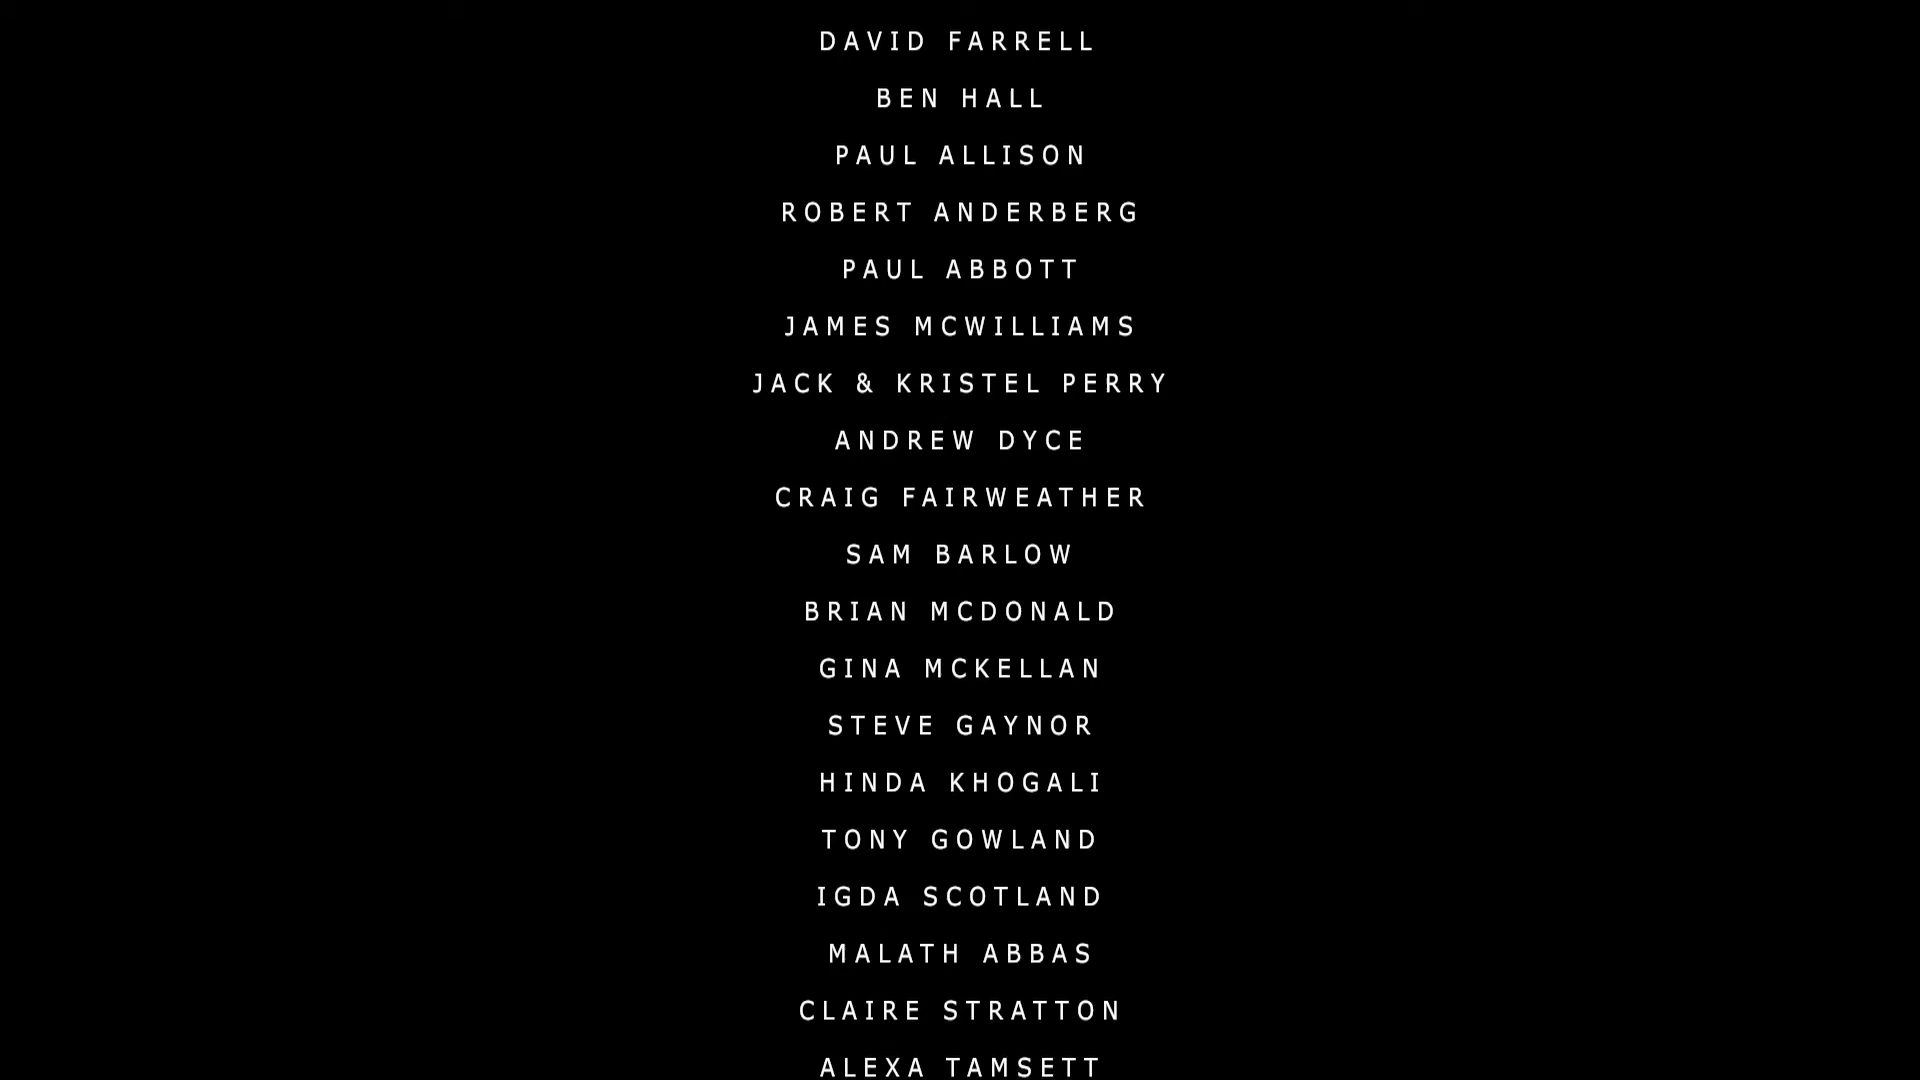 DAVID FARRELL
BEN HALL
PAUL ALLISON
ROBERT ANDERBERG
PAUL ABBOTT
JAMES MCWILLIAMS
JACK & KRISTEL PERRY
ANDREW DYCE
CRAIG FAIRWEATHER
SAM BARLOW
BRIAN MCDONALD
GINA MCKELLAN
STEVE GAYNOR
HINDA KHOGALI
TONY GOWLAND
IGDA SCOTLAND
MALATH ABBAS
CLAIRE STRATTON
ALEXA TAMSETT